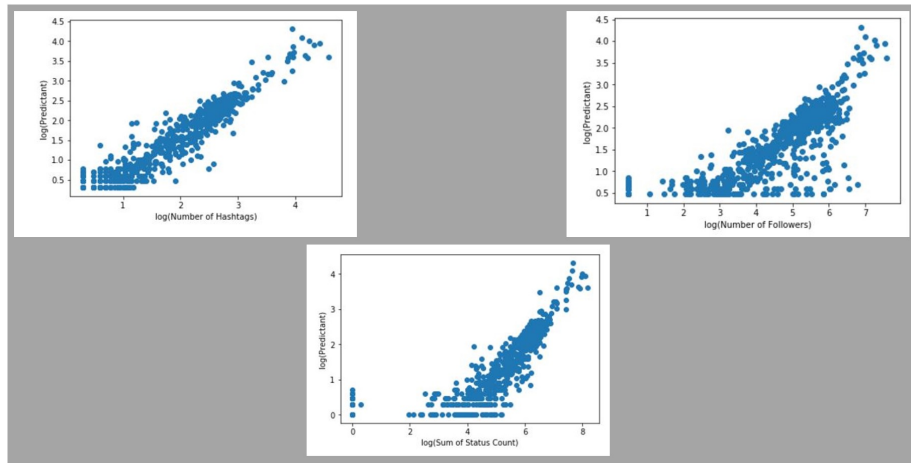 4.5
4.0
3.5
3.0
2.5
2.0
1.5
1.0
0.5
log(Predictant)
1 2 3 4
log(Number of Hashtags)
4.5
4.0
3.5
3.0
2.5
2.0
1.5
1.0
0.5
log(Predictant)
1 2 3 4 5 6 7
log(Number of Followers)
4
3
2
1
0
log(Predictant)
0 2 4 6 8
log(Sum of Status Count)